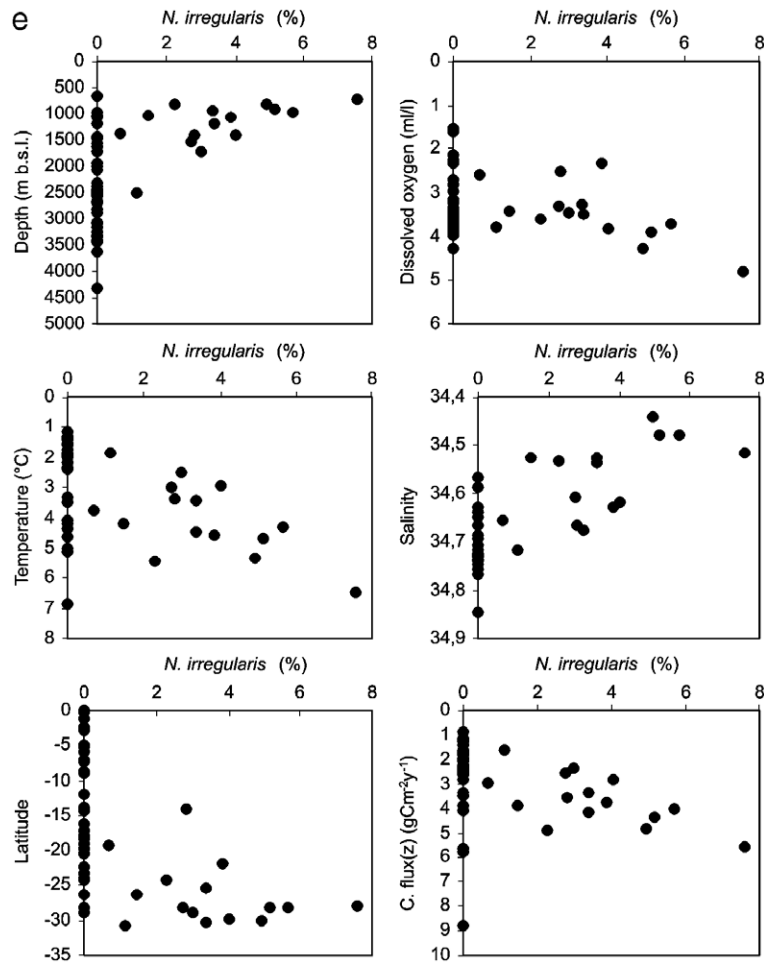 e
N. irregularis (%)
0 2 4 6 8
0
500
1000
1500
2000
2500
3000
3500
4000
4500
5000
Depth (m b.s.l.)
N. irregularis (%)
0 2 4 6 8
0
1
2
3
4
5
6
Dissolved oxygen (ml/l)
N. irregularis (%)
0 2 4 6 8
0
1
2
3
4
5
6
7
8
Temperature (°C)
N. irregularis (%)
0 2 4 6 8
34,4
34,5
34,6
34,7
34,8
34,9
Salinity
N. irregularis (%)
0 2 4 6 8
0
-5
-10
-15
-20
-25
-30
-35
Latitude
N. irregularis (%)
0 2 4 6 8
0
1
2
3
4
5
6
7
8
9
10
C. flux(z) (gCm⁻²y⁻¹)